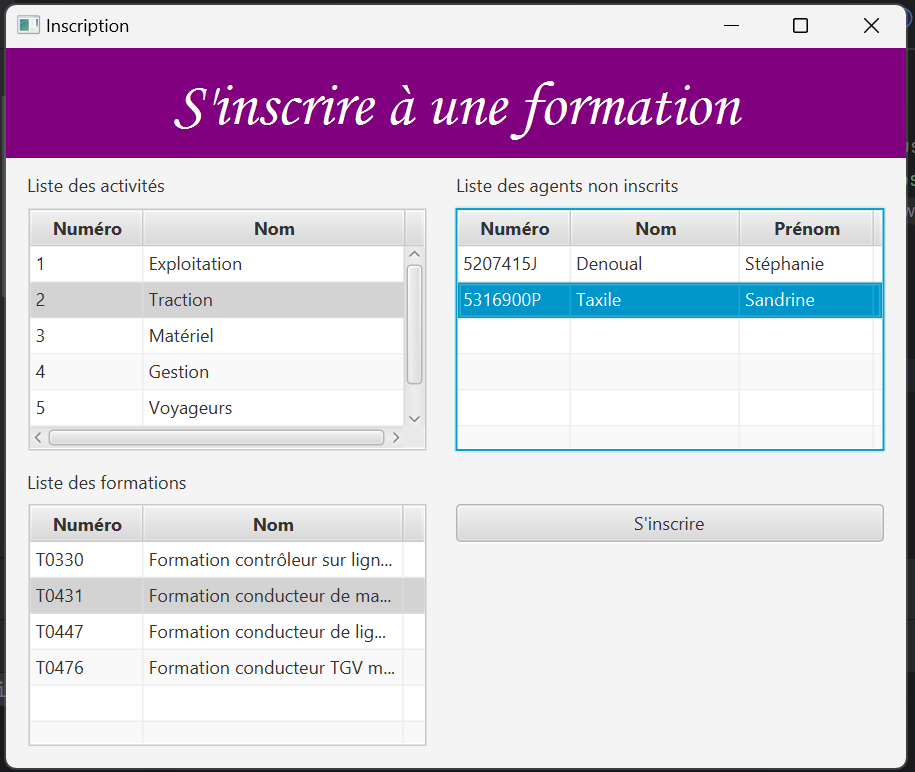 Inscription
S'inscrire à une formation
Liste des activités
Numéro Nom
1 Exploitation
2 Traction
3 Matériel
4 Gestion
5 Voyageurs
Liste des agents non inscrits
Numéro Nom Prénom
5207415J Denoual Stéphanie
5316900P Taxile Sandrine
Liste des formations
Numéro Nom
T0330 Formation contrôleur sur lign...
T0431 Formation conducteur de ma...
T0447 Formation conducteur de lig...
T0476 Formation conducteur TGV m...
S'inscrire